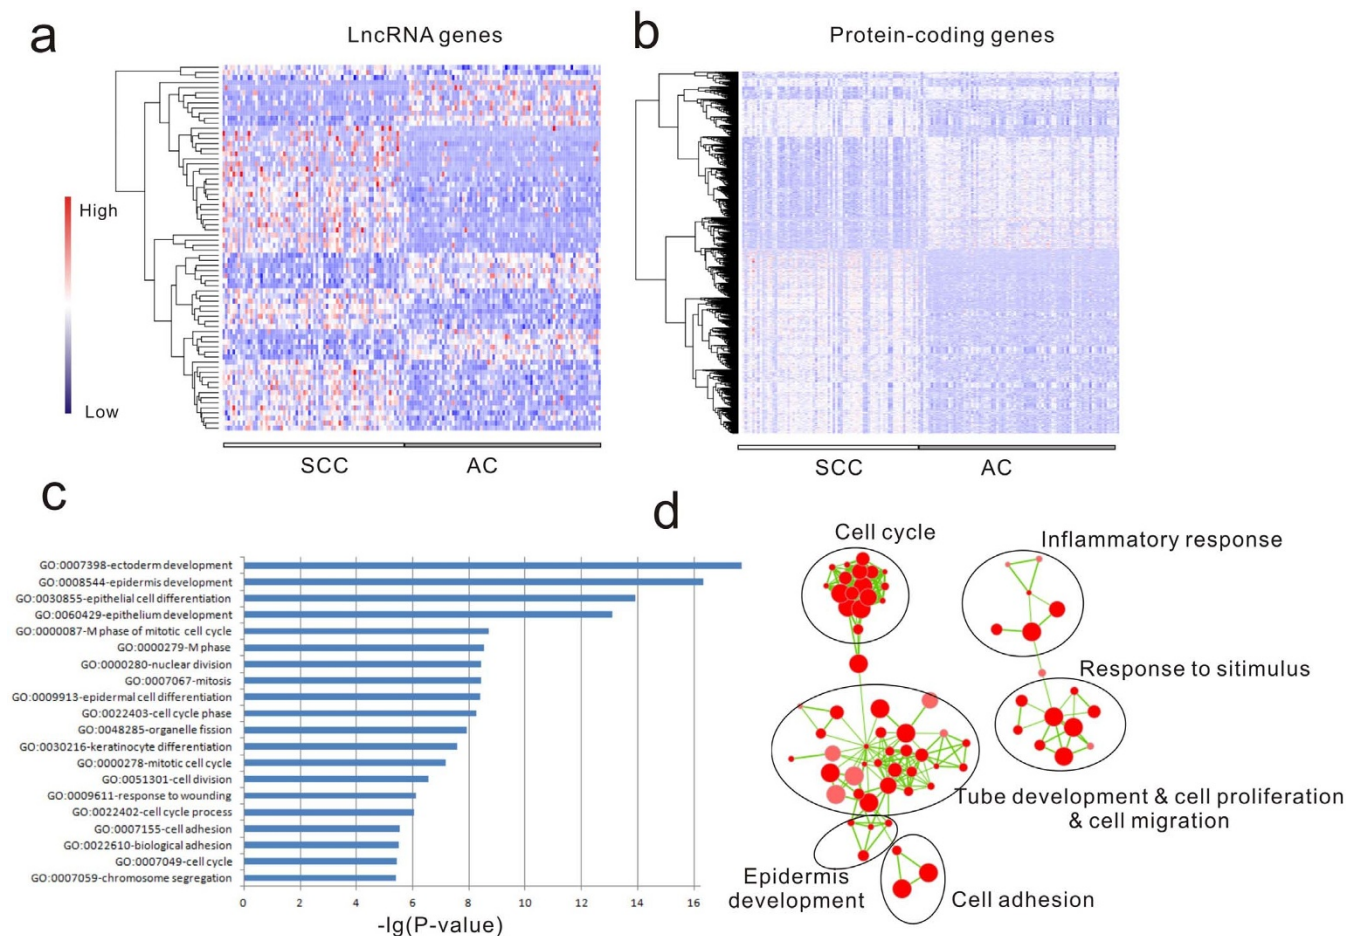 a
LncRNA genes
High
Low
SCC
AC
b
Protein-coding genes
SCC
AC
c
GO:0007398-ectoderm development
GO:0008544-epidermis development
GO:0030855-epithelial cell differentiation
GO:0060429-epithelium development
GO:0000087-M phase of mitotic cell cycle
GO:0000279-M phase
GO:0000280-nuclear division
GO:0007067-mitosis
GO:0009913-epidermal cell differentiation
GO:0022403-cell cycle phase
GO:0048285-organelle fission
GO:0030216-keratinocyte differentiation
GO:0000278-mitotic cell cycle
GO:0051301-cell division
GO:0009611-response to wounding
GO:0022402-cell cycle process
GO:0007155-cell adhesion
GO:0022610-biological adhesion
GO:0007049-cell cycle
GO:0007059-chromosome segregation
0 2 4 6 8 10 12 14 16
-lg(P-value)
d
Cell cycle
Inflammatory response
Response to sitimulus
Tube development & cell proliferation
& cell migration
Epidermis
development
Cell adhesion